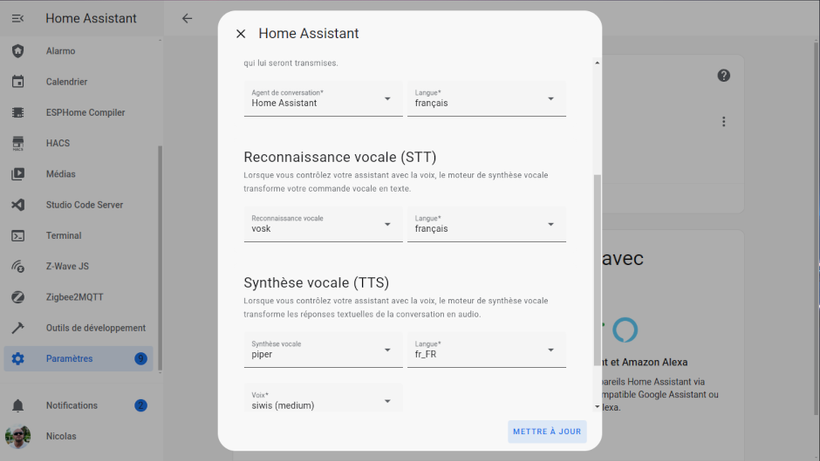 Home Assistant
Alarmo
Calendrier
ESPHome Compiler
HACS
Médias
Studio Code Server
Terminal
Z-Wave JS
Zigbee2MQTT
Outils de développement
Paramètres
9
Notifications
2
Nicolas
Home Assistant
qui lui seront transmises.
Agent de conversation*
Home Assistant
Langue*
français
Reconnaissance vocale (STT)
Lorsque vous contrôlez votre assistant avec la voix, le moteur de synthèse vocale
transforme votre commande vocale en texte.
Reconnaissance vocale
vosk
Langue*
français
Synthèse vocale (TTS)
Lorsque vous contrôlez votre assistant avec la voix, le moteur de synthèse vocale
transforme les réponses textuelles de la conversation en audio.
Synthèse vocale
piper
Langue*
fr_FR
Voix*
siwis (medium)
METTRE À JOUR
avec
t et Amazon Alexa
pareils Home Assistant via
mpatible Google Assistant ou
lexa.